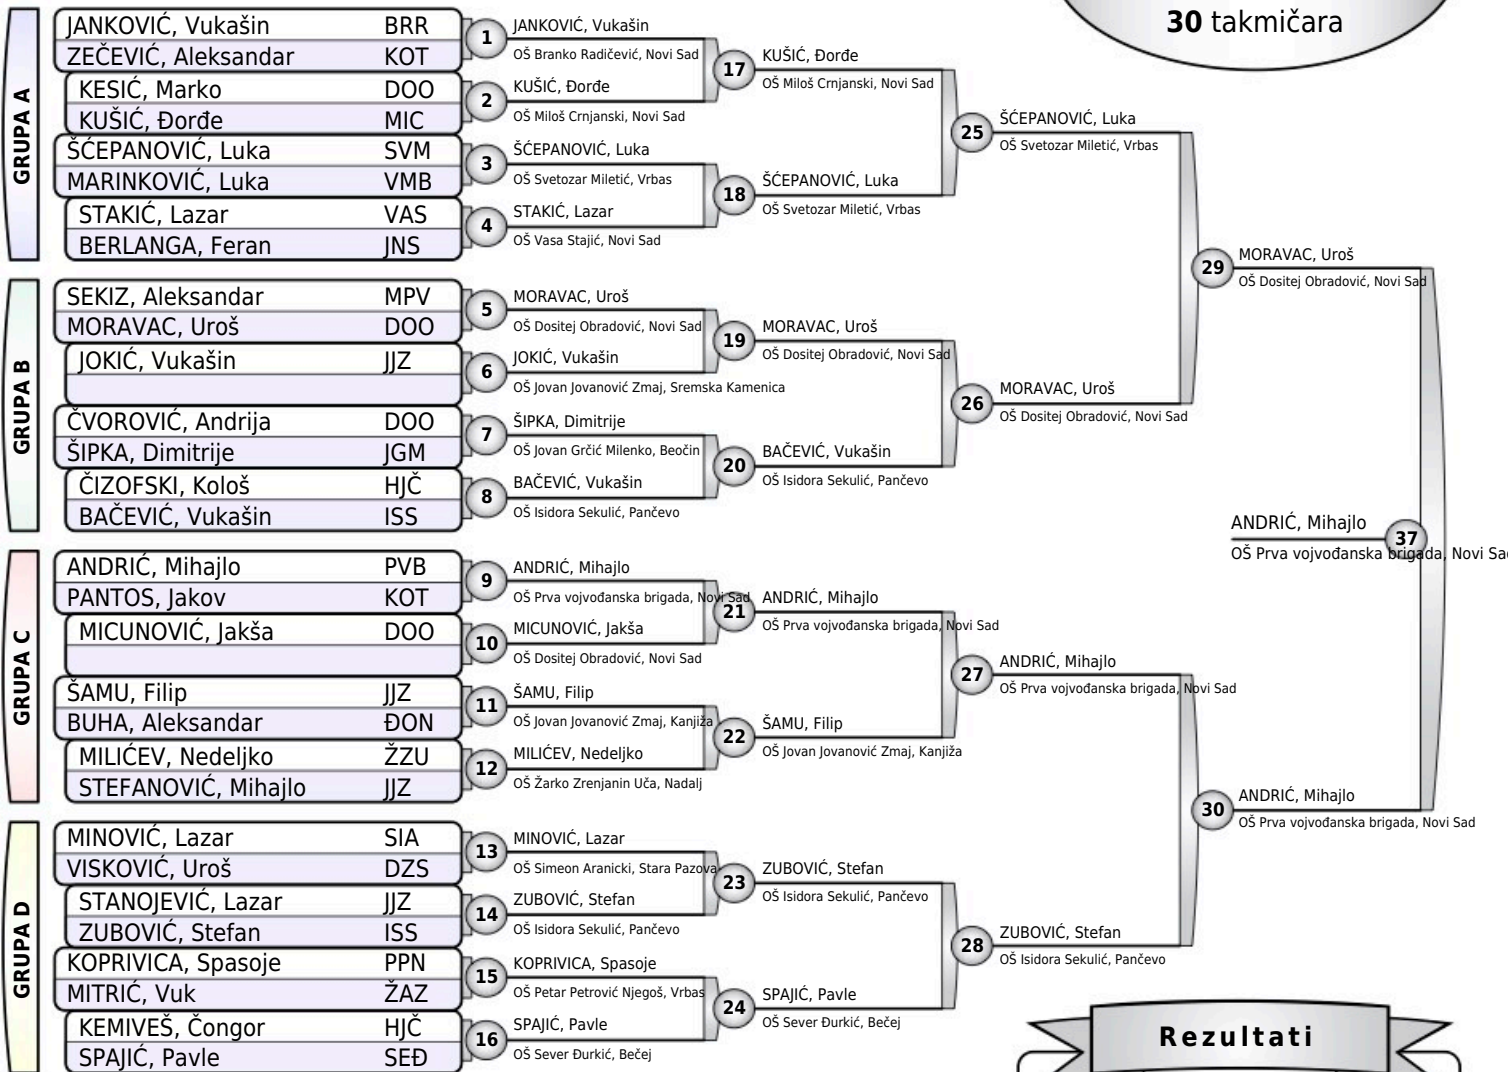 30 takmičara
GRUPA A
JANKOVIĆ, Vukašin BRR
ZEČEVIĆ, Aleksandar KOT
KESIĆ, Marko DOO
KUŠIĆ, Đorđe MIC
ŠĆEPANOVIĆ, Luka SVM
MARINKOVIĆ, Luka VMB
STAKIĆ, Lazar VAS
BERLANGA, Feran JNS
GRUPA B
SEKIZ, Aleksandar MPV
MORAVAC, Uroš DOO
JOKIĆ, Vukašin JJZ
ČVOROVIĆ, Andrija DOO
ŠIPKA, Dimitrije JGM
ČIZOFSKI, Kološ HJČ
BAČEVIĆ, Vukašin ISS
GRUPA C
ANDRIĆ, Mihajlo PVB
PANTOS, Jakov KOT
MICUNOVIĆ, Jakša DOO
ŠAMU, Filip JJZ
BUHA, Aleksandar ĐON
MILIĆEV, Nedeljko ŽZU
STEFANOVIĆ, Mihajlo JJZ
GRUPA D
MINOVIĆ, Lazar SIA
VISKOVIĆ, Uroš DZS
STANOJEVIĆ, Lazar JJZ
ZUBOVIĆ, Stefan ISS
KOPRIVICA, Spasoje PPN
MITRIĆ, Vuk ŽAZ
KEMIVEŠ, Čongor HJČ
SPAJIĆ, Pavle SEĐ
1 JANKOVIĆ, Vukašin
OŠ Branko Radičević, Novi Sad
2 KUŠIĆ, Đorđe
OŠ Miloš Crnjanski, Novi Sad
3 ŠĆEPANOVIĆ, Luka
OŠ Svetozar Miletić, Vrbas
4 STAKIĆ, Lazar
OŠ Vasa Stajić, Novi Sad
5 MORAVAC, Uroš
OŠ Dositej Obradović, Novi Sad
6 JOKIĆ, Vukašin
OŠ Jovan Jovanović Zmaj, Sremska Kamenica
7 ŠIPKA, Dimitrije
OŠ Jovan Grčić Milenko, Beočin
8 BAČEVIĆ, Vukašin
OŠ Isidora Sekulić, Pančevo
9 ANDRIĆ, Mihajlo
OŠ Prva vojvođanska brigada, Novi Sad
10 MICUNOVIĆ, Jakša
OŠ Dositej Obradović, Novi Sad
11 ŠAMU, Filip
OŠ Jovan Jovanović Zmaj, Kanjiža
12 MILIĆEV, Nedeljko
OŠ Žarko Zrenjanin Uča, Nadalj
13 MINOVIĆ, Lazar
OŠ Simeon Aranicki, Stara Pazova
14 ZUBOVIĆ, Stefan
OŠ Isidora Sekulić, Pančevo
15 KOPRIVICA, Spasoje
OŠ Petar Petrović Njegoš, Vrbas
16 SPAJIĆ, Pavle
OŠ Sever Đurkić, Bečej
17 KUŠIĆ, Đorđe
OŠ Miloš Crnjanski, Novi Sad
18 ŠĆEPANOVIĆ, Luka
OŠ Svetozar Miletić, Vrbas
19 MORAVAC, Uroš
OŠ Dositej Obradović, Novi Sad
20 BAČEVIĆ, Vukašin
OŠ Isidora Sekulić, Pančevo
21 ANDRIĆ, Mihajlo
OŠ Prva vojvođanska brigada, Novi Sad
22 ŠAMU, Filip
OŠ Jovan Jovanović Zmaj, Kanjiža
23 ZUBOVIĆ, Stefan
OŠ Isidora Sekulić, Pančevo
24 SPAJIĆ, Pavle
OŠ Sever Đurkić, Bečej
25 ŠĆEPANOVIĆ, Luka
OŠ Svetozar Miletić, Vrbas
26 MORAVAC, Uroš
OŠ Dositej Obradović, Novi Sad
27 ANDRIĆ, Mihajlo
OŠ Prva vojvođanska brigada, Novi Sad
28 ZUBOVIĆ, Stefan
OŠ Isidora Sekulić, Pančevo
29 MORAVAC, Uroš
OŠ Dositej Obradović, Novi Sad
30 ANDRIĆ, Mihajlo
OŠ Prva vojvođanska brigada, Novi Sad
ANDRIĆ, Mihajlo 37
OŠ Prva vojvođanska brigada, Novi Sa
Rezultati